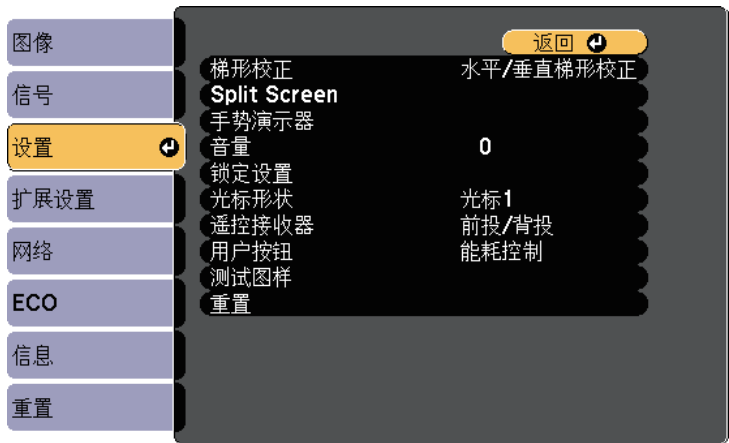 图像
信号
设置
扩展设置
网络
ECO
信息
重置
返回
梯形校正 水平/垂直梯形校正
Split Screen
手势演示器
音量 0
锁定设置
光标形状 光标1
遥控接收器 前投/背投
用户按钮 能耗控制
测试图样
重置